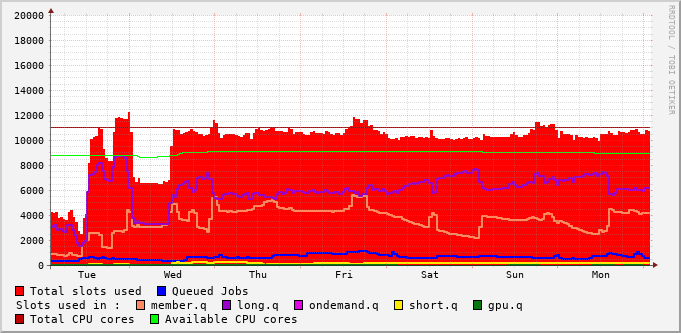 20000
18000
16000
14000
12000
10000
8000
6000
4000
2000
0
Tue Wed Thu Fri Sat Sun Mon
RRDTOOL / TOBI OETIKER
Total slots used Queued Jobs
Slots used in : member.q long.q ondemand.q short.q gpu.q
Total CPU cores Available CPU cores